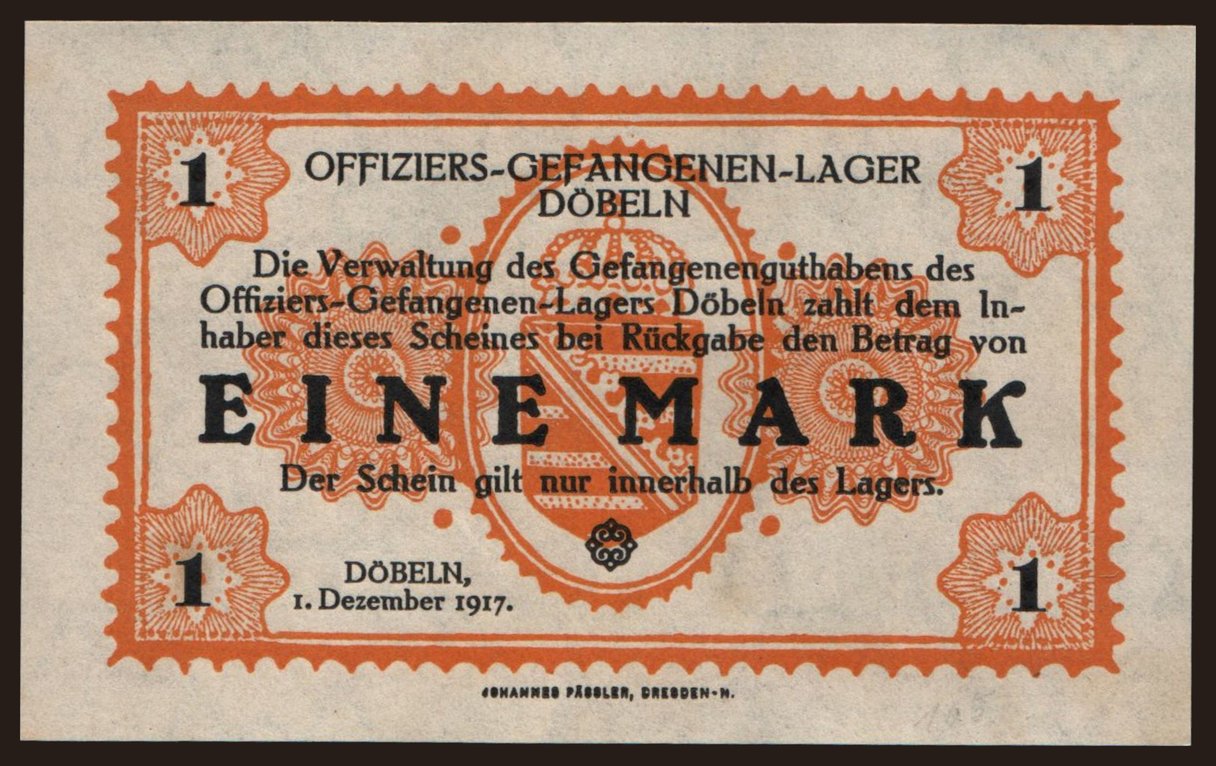 1 1
OFFIZIERS-GEFANGENEN-LAGER
DÖBELN
Die Verwaltung des Gefangenenguthabens des
Offiziers-Gefangenen-Lagers Döbeln zahlt dem In-
haber dieses Scheines bei Rückgabe den Betrag von
EINE MARK
Der Schein gilt nur innerhalb des Lagers.
DÖBELN,
1. Dezember 1917.
1 1
JOHANNES PÄSSLER, DRESDEN-N.